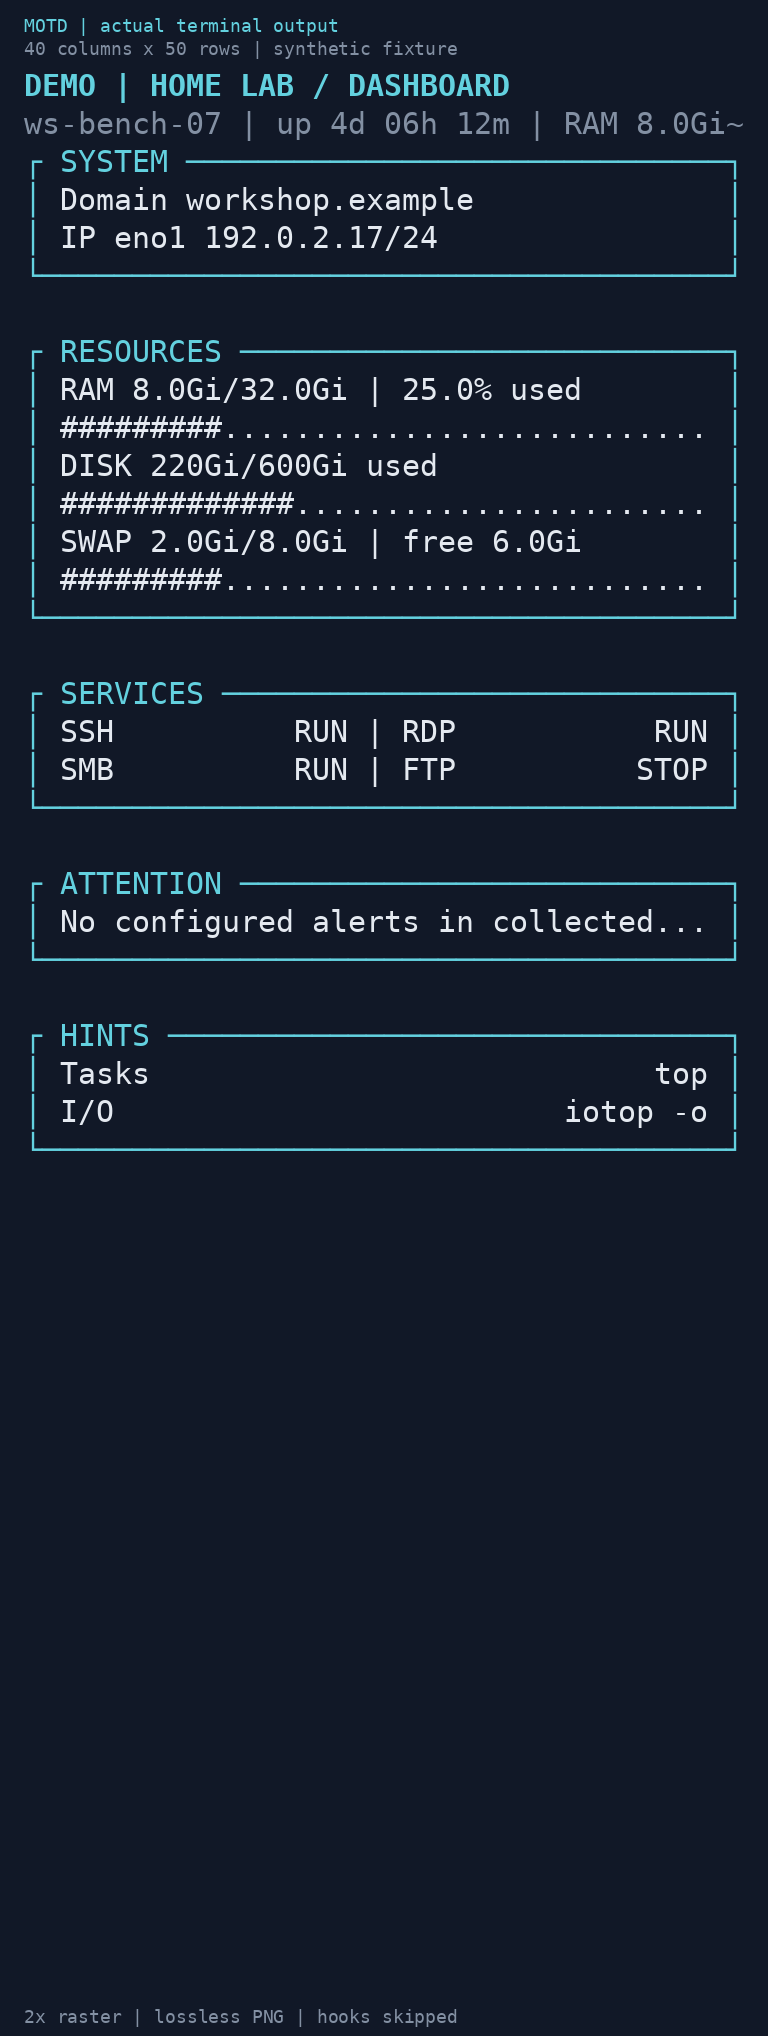 MOTD | actual terminal output
40 columns x 50 rows | synthetic fixture
DEMO | HOME LAB / DASHBOARD
ws-bench-07 | up 4d 06h 12m | RAM 8.0Gi~
SYSTEM
Domain workshop.example
IP eno1 192.0.2.17/24
RESOURCES
RAM 8.0Gi/32.0Gi | 25.0% used
#########...........................
DISK 220Gi/600Gi used
#############.......................
SWAP 2.0Gi/8.0Gi | free 6.0Gi
#########...........................
SERVICES
SSH          RUN | RDP           RUN
SMB          RUN | FTP          STOP
ATTENTION
No configured alerts in collected...
HINTS
Tasks                            top
I/O                         iotop -o
2x raster | lossless PNG | hooks skipped